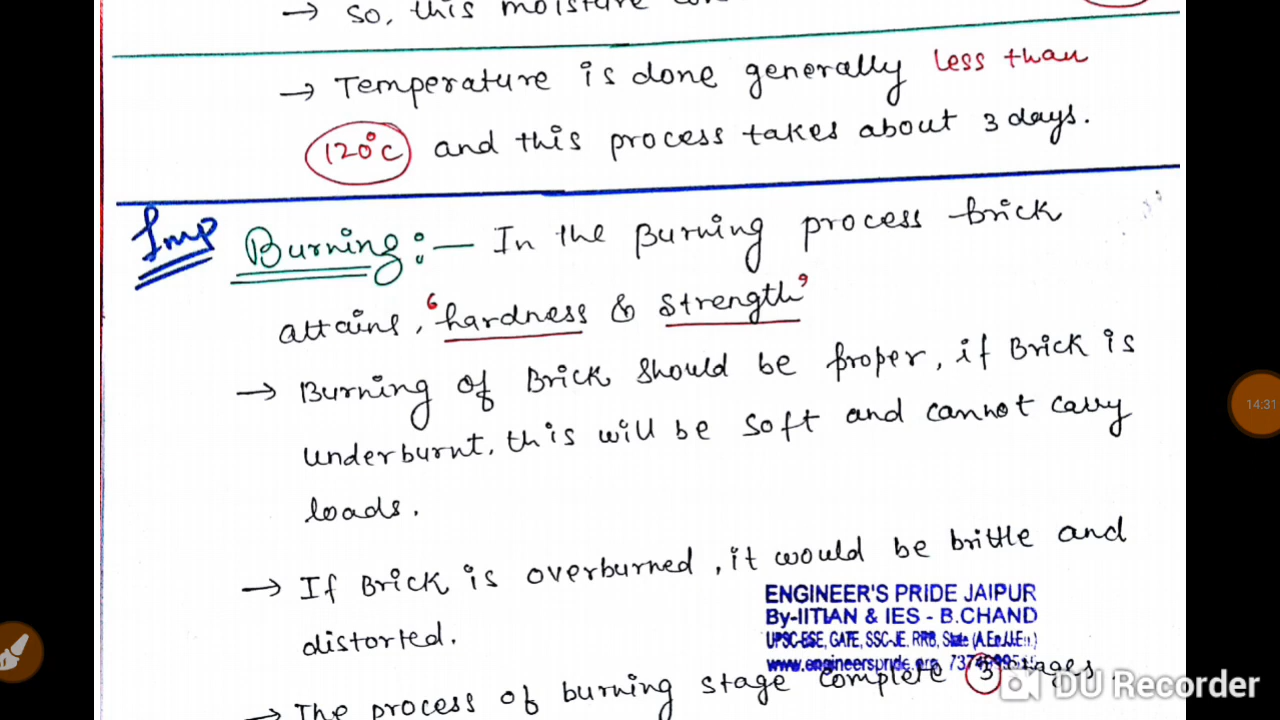 → So, this moisture
→ Temperature is done generally less than
120°C and this process takes about 3 days.
Imp
Burning:— In the Burning process brick
attains, "hardness & strength"
→ Burning of Brick should be proper, if Brick is
underburnt, this will be soft and cannot carry
loads.
→ If Brick is overburned, it would be brittle and
distorted.
ENGINEER'S PRIDE JAIPUR
By-IITIAN & IES - B.CHAND
UPSC-ESE, GATE, SSC-JE, RRB, State
→ The process of burning stage complete 3 stages.
DU Recorder
14:31